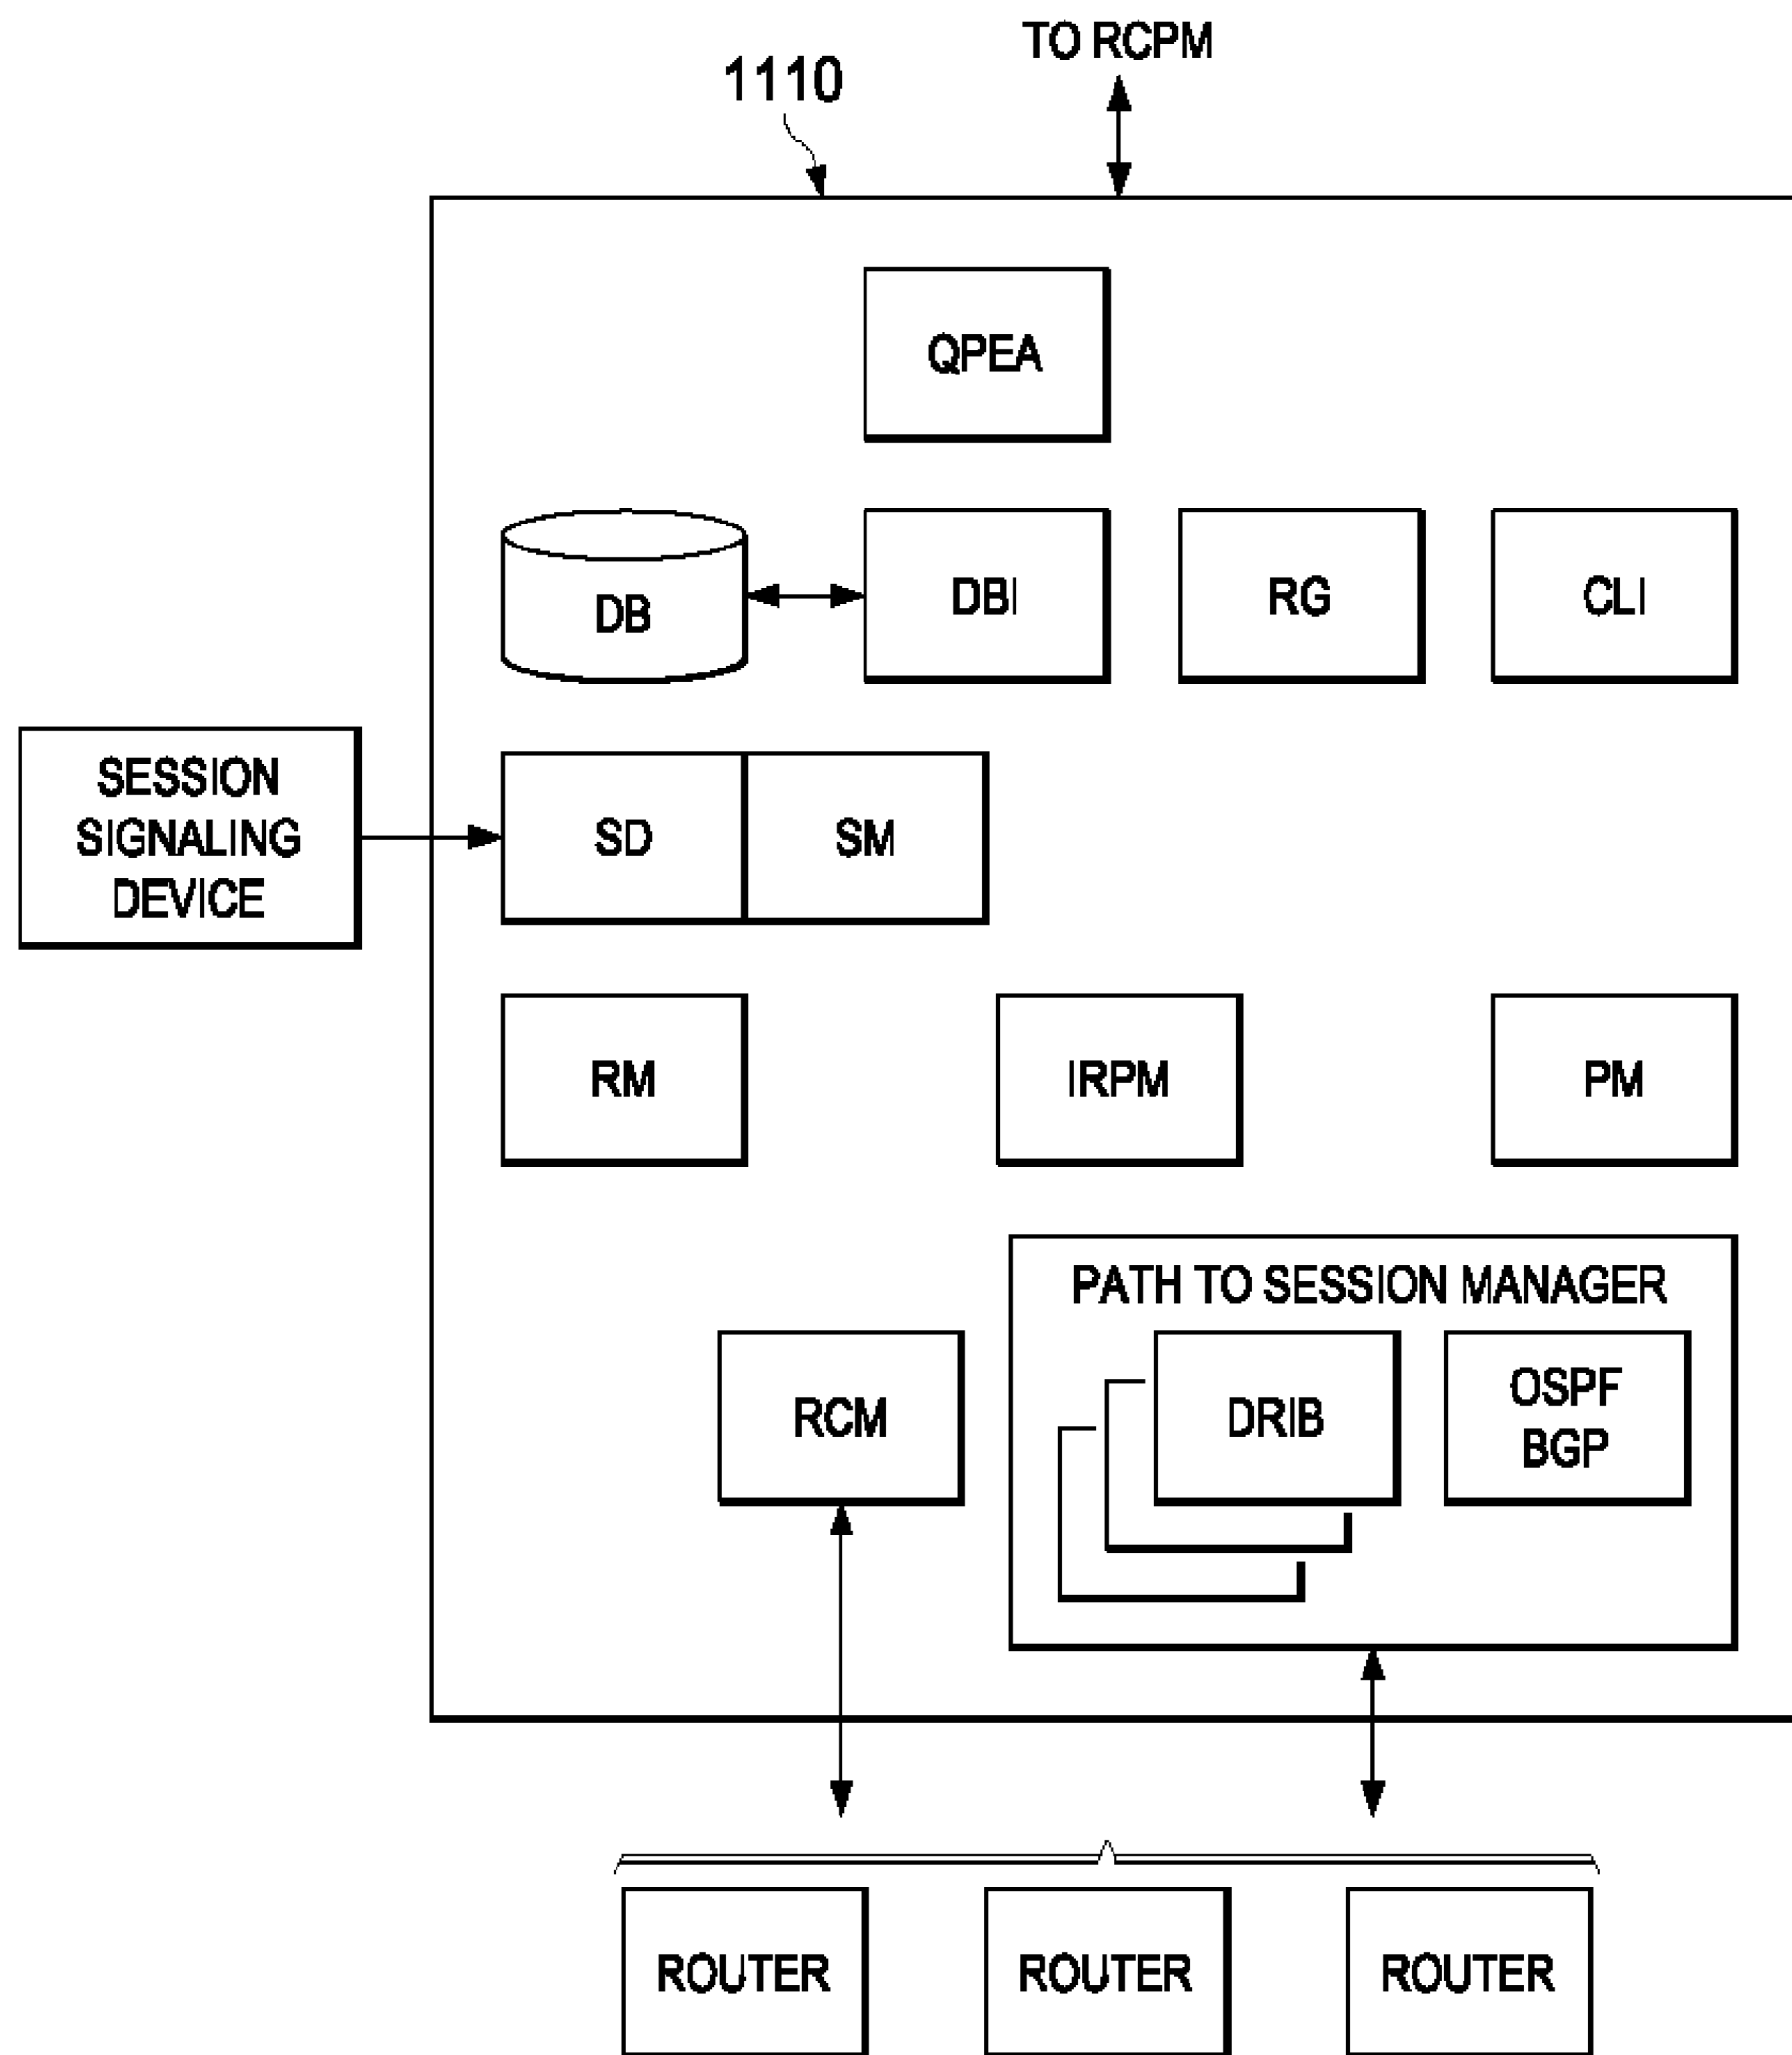 TO RCPM
1110
QPEA
DB
DBI
RG
CLI
SESSION
SIGNALING
DEVICE
SD
SM
RM
IRPM
PM
PATH TO SESSION MANAGER
RCM
DRIB
OSPF
BGP
ROUTER
ROUTER
ROUTER